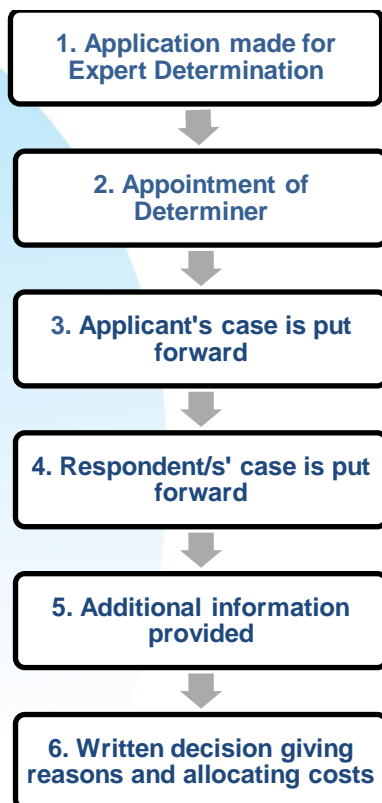 1. Application made for
Expert Determination
2. Appointment of
Determiner
3. Applicant's case is put
forward
4. Respondent/s' case is put
forward
5. Additional information
provided
6. Written decision giving
reasons and allocating costs